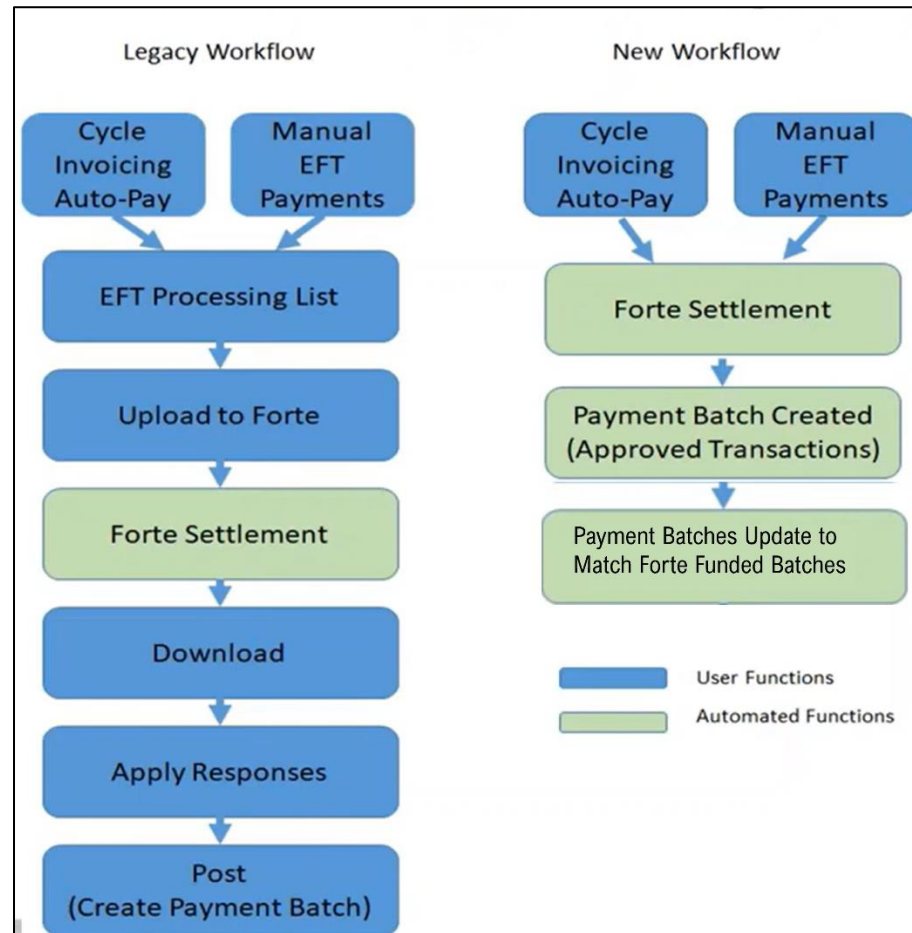 Legacy Workflow
Cycle
Invoicing
Auto-Pay
Manual
EFT
Payments
EFT Processing List
Upload to Forte
Forte Settlement
Download
Apply Responses
Post
(Create Payment Batch)
New Workflow
Cycle
Invoicing
Auto-Pay
Manual
EFT
Payments
Forte Settlement
Payment Batch Created
(Approved Transactions)
Payment Batches Update to
Match Forte Funded Batches
User Functions
Automated Functions